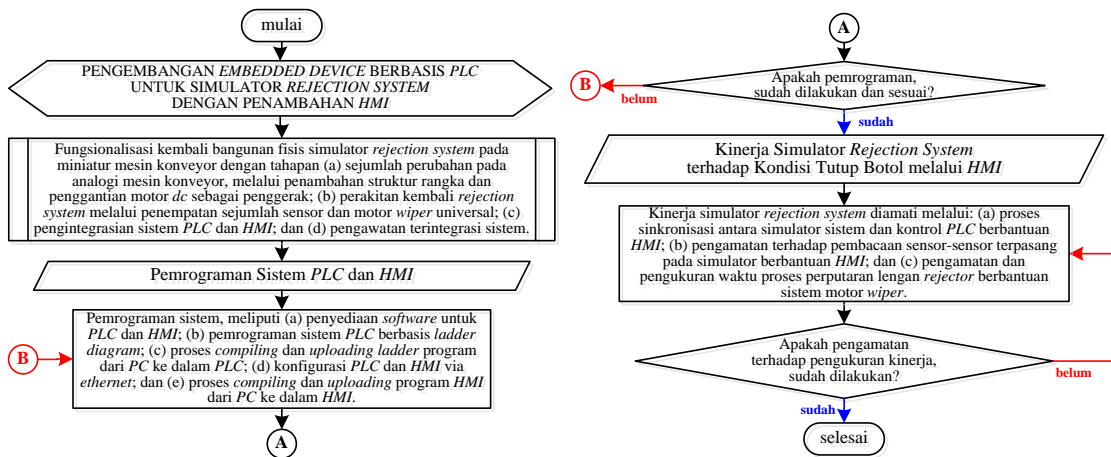 mulai
PENGEMBANGAN EMBEDDED DEVICE BERBASIS PLC
UNTUK SIMULATOR REJECTION SYSTEM
DENGAN PENAMBAHAN HMI
Fungsionalisasi kembali bangunan fisis simulator rejection system pada
miniatur mesin konveyor dengan tahapan (a) sejumlah perubahan pada
analogi mesin konveyor, melalui penambahan struktur rangka dan
penggantian motor dc sebagai penggerak; (b) perakitan kembali rejection
system melalui penempatan sejumlah sensor dan motor wiper universal; (c)
pengintegrasian sistem PLC dan HMI; dan (d) pengawatan terintegrasi sistem.
Pemrograman Sistem PLC dan HMI
Pemrograman sistem, meliputi (a) penyediaan software untuk
PLC dan HMI; (b) pemrograman sistem PLC berbasis ladder
diagram; (c) proses compiling dan uploading ladder program
dari PC ke dalam PLC; (d) konfigurasi PLC dan HMI via
ethernet; dan (e) proses compiling dan uploading program HMI
dari PC ke dalam HMI.
B
A
A
Apakah pemrograman,
sudah dilakukan dan sesuai?
B
belum
sudah
Kinerja Simulator Rejection System
terhadap Kondisi Tutup Botol melalui HMI
Kinerja simulator rejection system diamati melalui: (a) proses
sinkronisasi antara simulator sistem dan kontrol PLC berbantuan
HMI; (b) pengamatan terhadap pembacaan sensor-sensor terpasang
pada simulator berbantuan HMI; dan (c) pengamatan dan
pengukuran waktu proses perputaran lengan rejector berbantuan
sistem motor wiper.
Apakah pengamatan
terhadap pengukuran kinerja,
sudah dilakukan?
belum
sudah
selesai